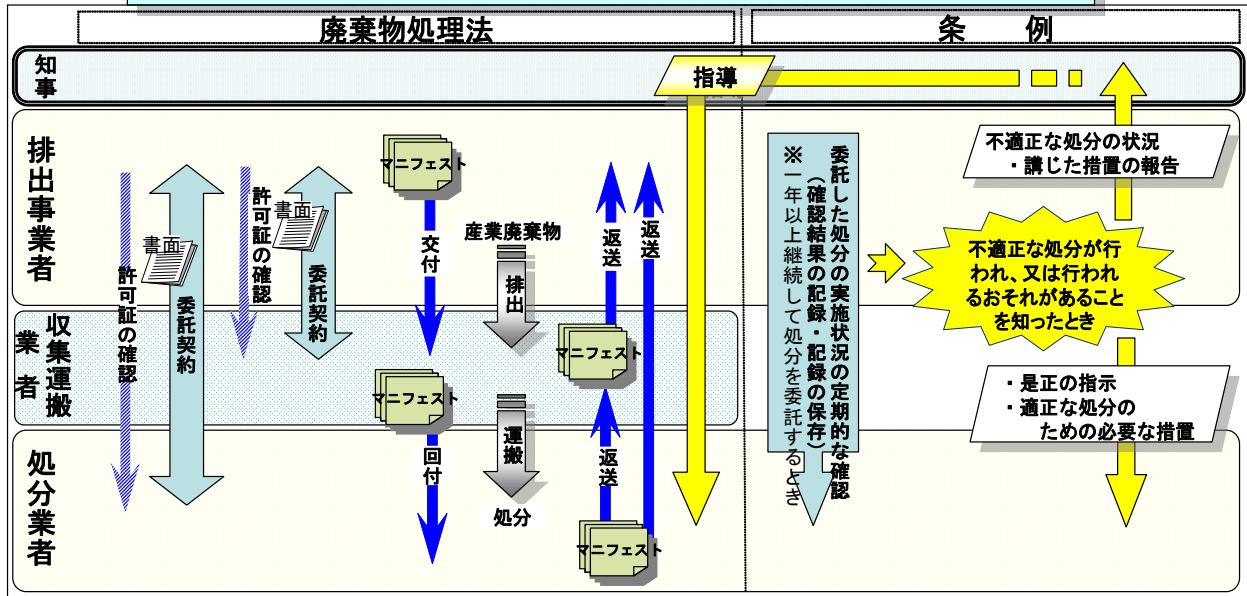 廃棄物処理法
条 例
知事
指導
排出事業者
許可証の確認
書面
委託契約
許可証の確認
書面
委託契約
マニフェスト
交付
産業廃棄物
排出
返送
返送
委託した処分の実施状況の定期的な確認
（確認結果の記録・記録の保存）
※一年以上継続して処分を委託するとき
不適正な処分の状況
・講じた措置の報告
不適正な処分が行
われ、又は行われ
るおそれがあること
を知ったとき
収集運搬
業者
マニフェスト
マニフェスト
・是正の指示
・適正な処分の
ための必要な措置
処分業者
回付
運搬
処分
返送
マニフェスト